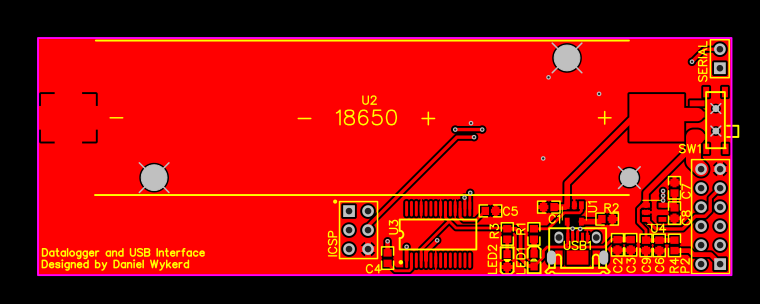 SERIAL
U2
− − 18650 + +
SW1
C7
C8
U4
C5
U3
ICSP
C4
R3
R1
C1
U1
R2
USB1
LED2
LED1
C2
C3
C9
C6
R4
P2
Datalogger and USB Interface
Designed by Daniel Wykerd